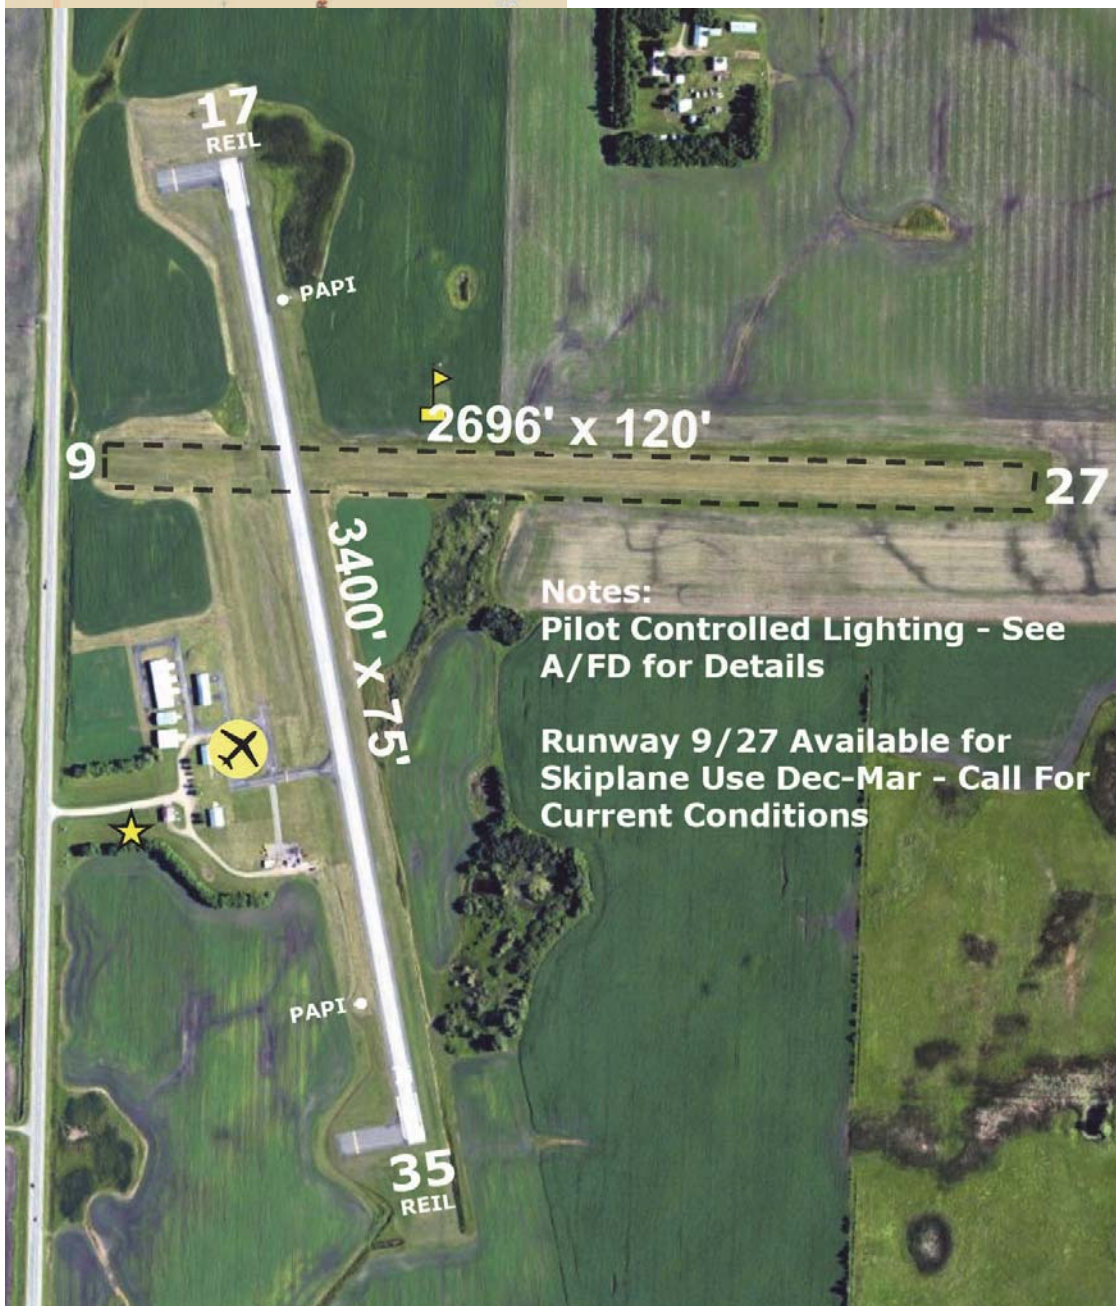 17
REIL
PAPI
2696' x 120'
9
27
3400' x 75'
Notes:
Pilot Controlled Lighting - See
A/FD for Details
Runway 9/27 Available for
Skiplane Use Dec-Mar - Call For
Current Conditions
PAPI
35
REIL